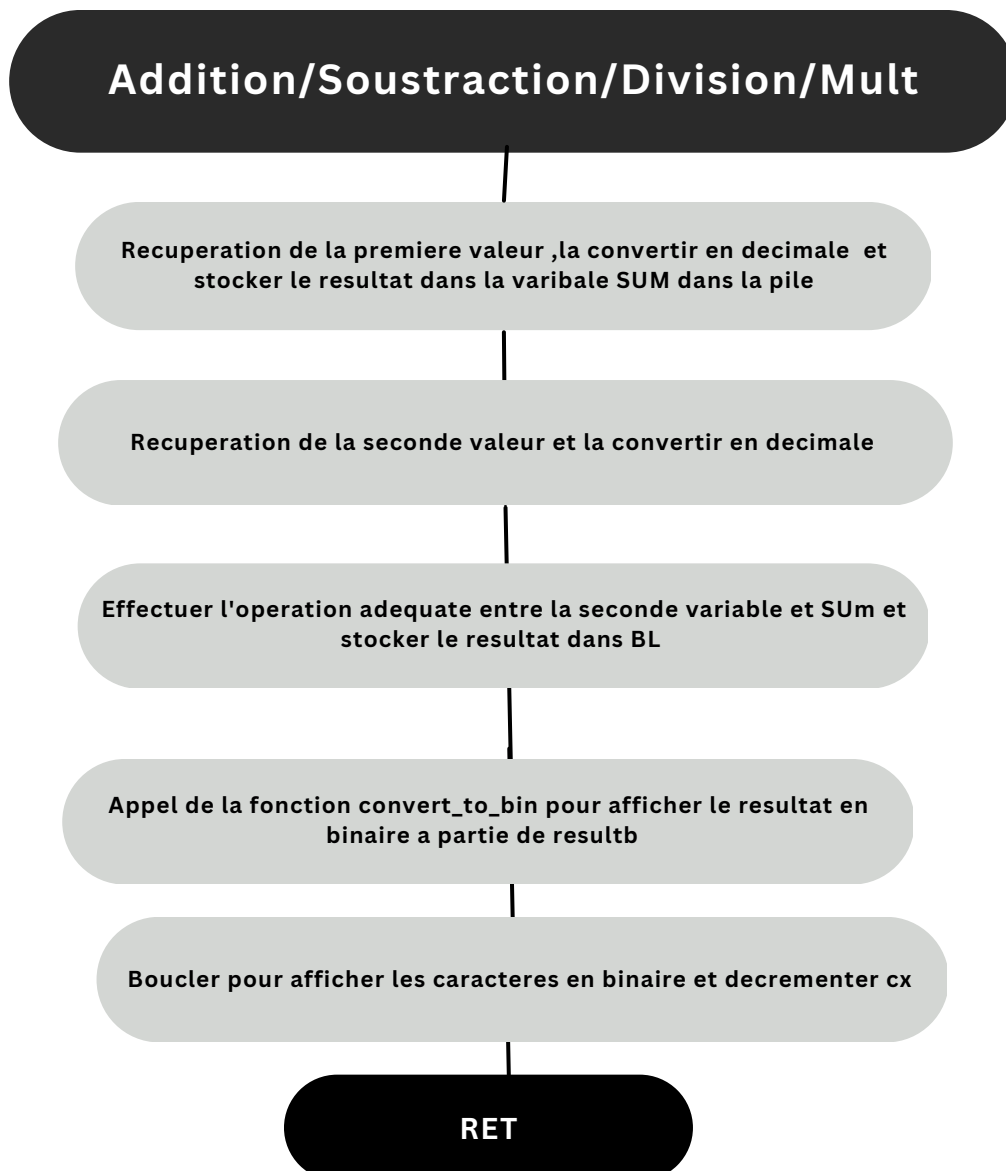 Addition/Soustraction/Division/Mult
Recuperation de la premiere valeur ,la convertir en decimale et
stocker le resultat dans la varibale SUM dans la pile
Recuperation de la seconde valeur et la convertir en decimale
Effectuer l'operation adequate entre la seconde variable et SUm et
stocker le resultat dans BL
Appel de la fonction convert_to_bin pour afficher le resultat en
binaire a partie de resultb
Boucler pour afficher les caracteres en binaire et decrementer cx
RET